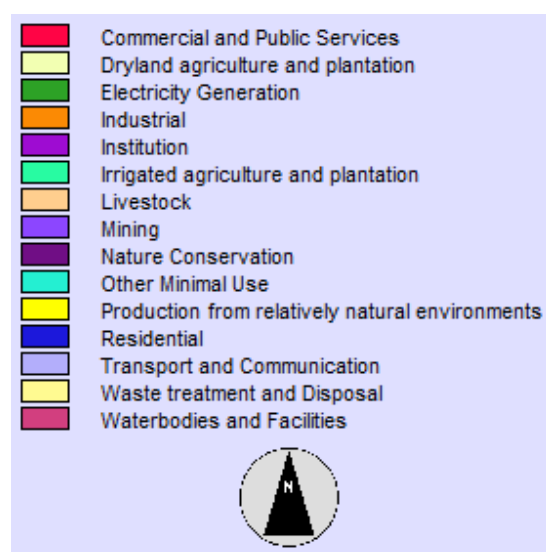 Commercial and Public Services
Dryland agriculture and plantation
Electricity Generation
Industrial
Institution
Irrigated agriculture and plantation
Livestock
Mining
Nature Conservation
Other Minimal Use
Production from relatively natural environments
Residential
Transport and Communication
Waste treatment and Disposal
Waterbodies and Facilities
N